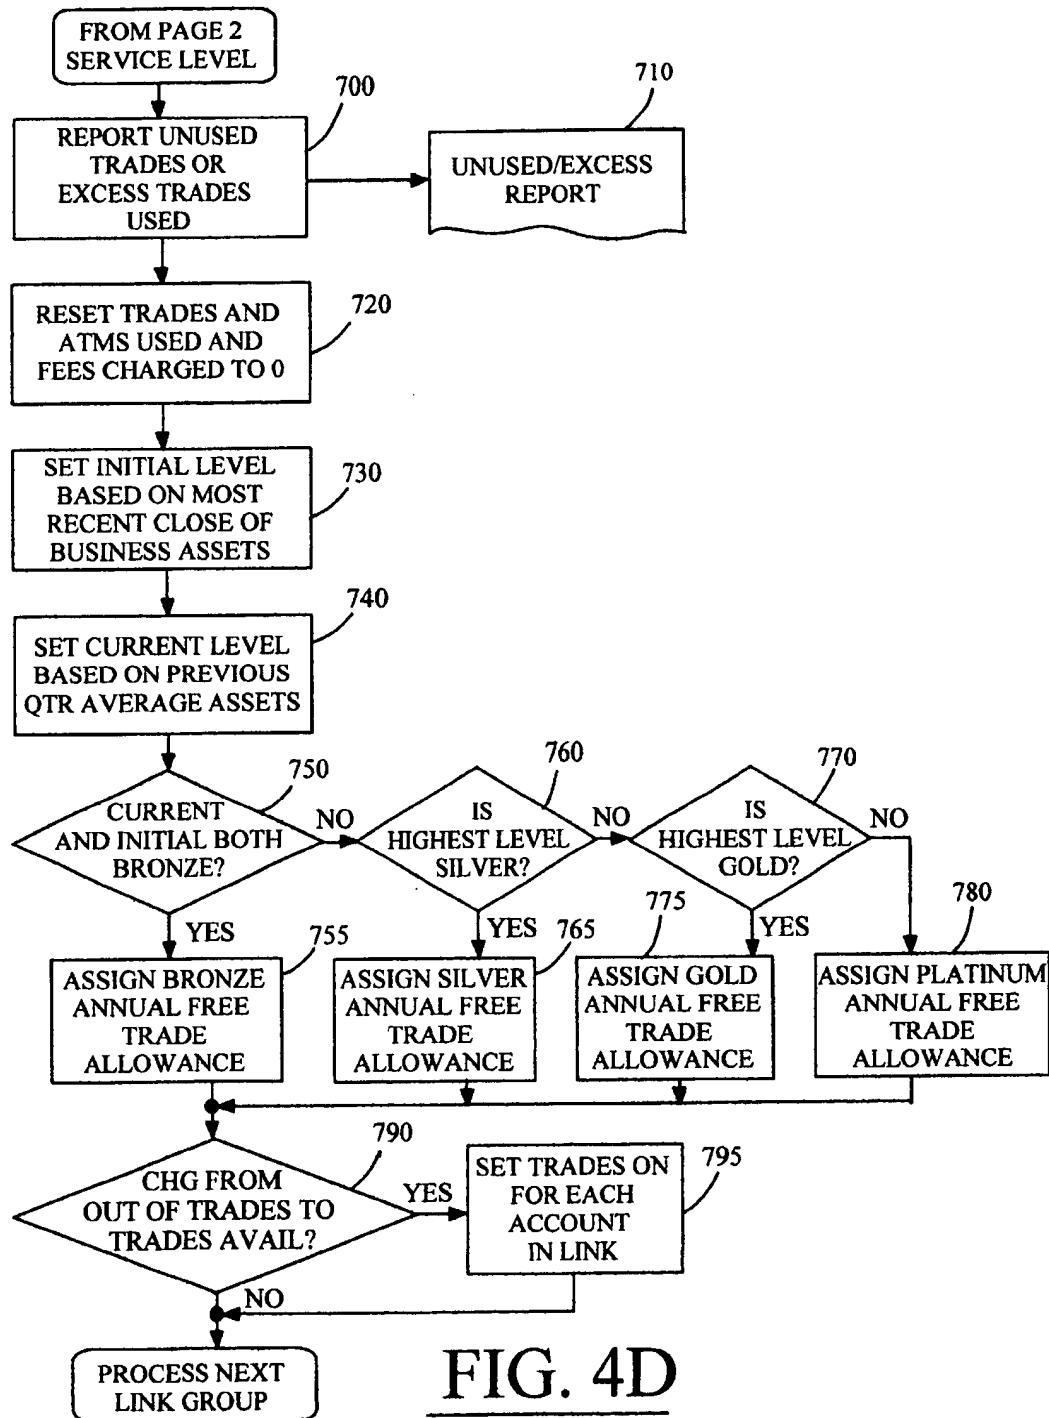 FROM PAGE 2
SERVICE LEVEL
700
REPORT UNUSED
TRADES OR
EXCESS TRADES
USED
710
UNUSED/EXCESS
REPORT
720
RESET TRADES AND
ATMS USED AND
FEES CHARGED TO 0
730
SET INITIAL LEVEL
BASED ON MOST
RECENT CLOSE OF
BUSINESS ASSETS
740
SET CURRENT LEVEL
BASED ON PREVIOUS
QTR AVERAGE ASSETS
750
CURRENT
AND INITIAL BOTH
BRONZE?
NO
760
IS
HIGHEST LEVEL
SILVER?
NO
770
IS
HIGHEST LEVEL
GOLD?
NO
YES
755
ASSIGN BRONZE
ANNUAL FREE
TRADE
ALLOWANCE
YES
765
ASSIGN SILVER
ANNUAL FREE
TRADE
ALLOWANCE
775
YES
ASSIGN GOLD
ANNUAL FREE
TRADE
ALLOWANCE
780
ASSIGN PLATINUM
ANNUAL FREE
TRADE
ALLOWANCE
790
CHG FROM
OUT OF TRADES TO
TRADES AVAIL?
YES
795
SET TRADES ON
FOR EACH
ACCOUNT
IN LINK
NO
PROCESS NEXT
LINK GROUP
FIG. 4D